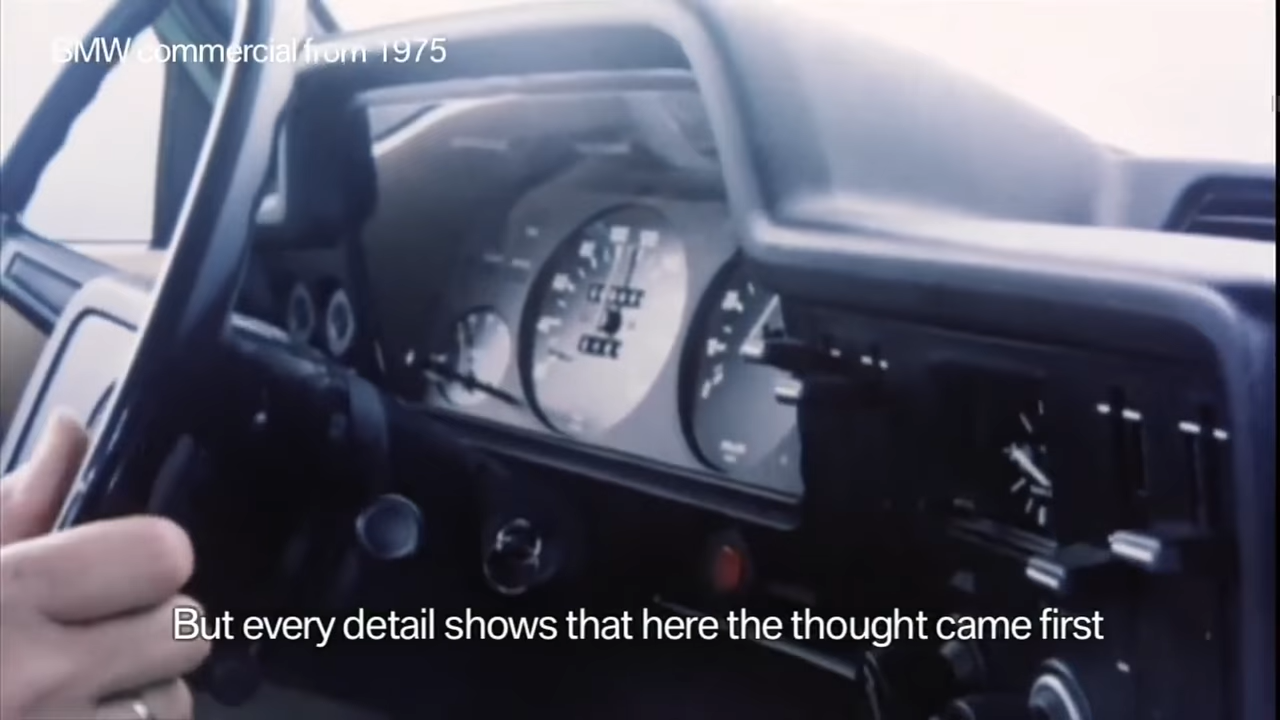 BMW commercial from 1975
But every detail shows that here the thought came first